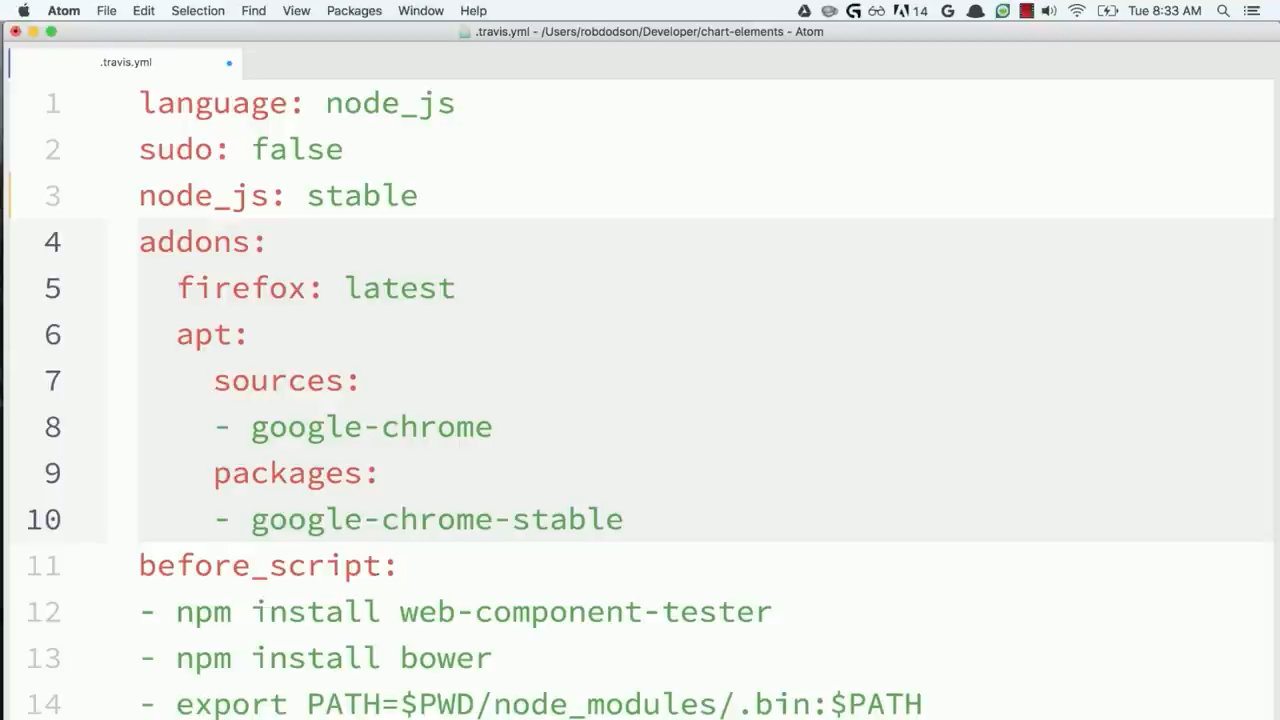 Atom File Edit Selection Find View Packages Window Help 14 Tue 8:33 AM
.travis.yml - /Users/robdodson/Developer/chart-elements - Atom
.travis.yml
1 language: node_js
2 sudo: false
3 node_js: stable
4 addons:
5 firefox: latest
6 apt:
7 sources:
8 - google-chrome
9 packages:
10 - google-chrome-stable
11 before_script:
12 - npm install web-component-tester
13 - npm install bower
14 - export PATH=$PWD/node_modules/.bin:$PATH